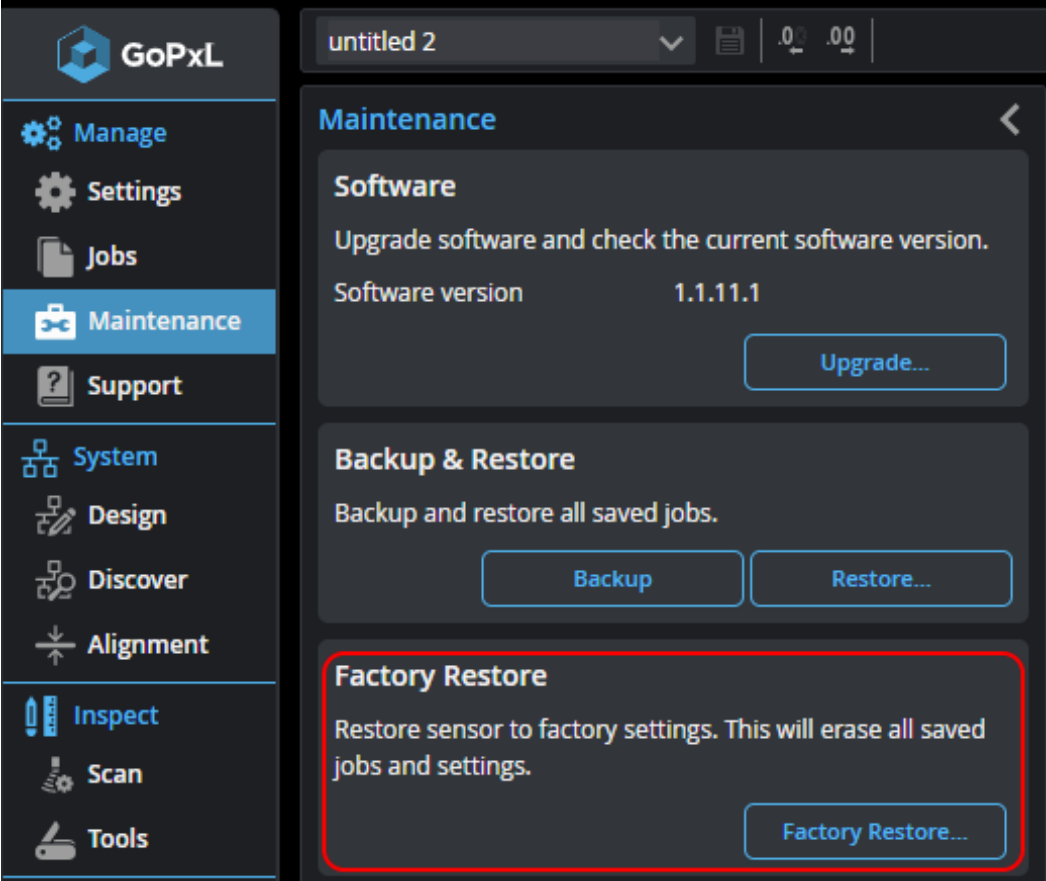 GoPxL
Manage
Settings
Jobs
Maintenance
Support
System
Design
Discover
Alignment
Inspect
Scan
Tools
untitled 2
.00
.00
Maintenance
Software
Upgrade software and check the current software version.
Software version 1.1.11.1
Upgrade...
Backup & Restore
Backup and restore all saved jobs.
Backup Restore...
Factory Restore
Restore sensor to factory settings. This will erase all saved
jobs and settings.
Factory Restore...